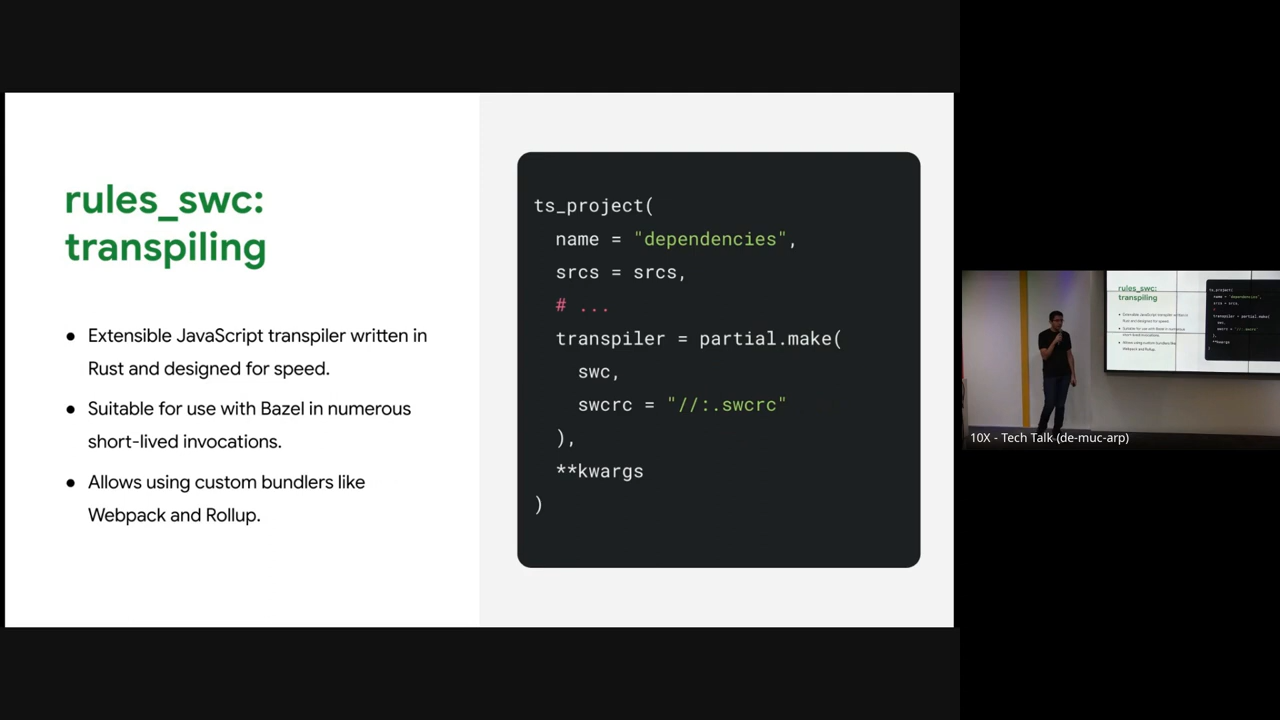 rules_swc:
transpiling
● Extensible JavaScript transpiler written in
Rust and designed for speed.
● Suitable for use with Bazel in numerous
short-lived invocations.
● Allows using custom bundlers like
Webpack and Rollup.
ts_project(
  name = "dependencies",
  srcs = srcs,
  # ...
  transpiler = partial.make(
    swc,
    swcrc = "//:.swcrc"
  ),
  **kwargs
)
rules_swc:
transpiling
10X - Tech Talk (de-muc-arp)